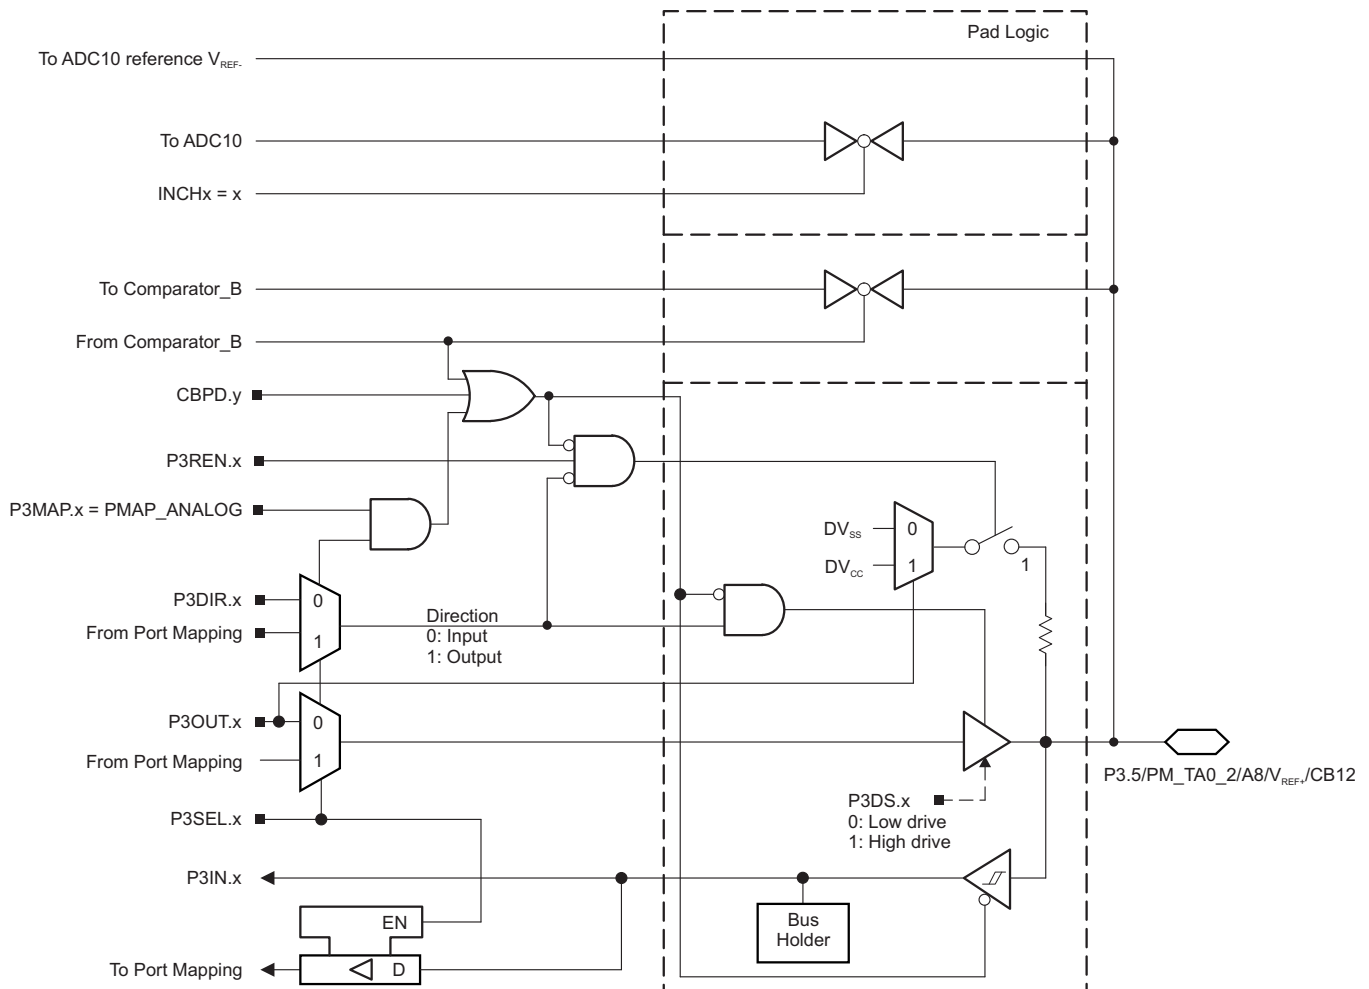 Pad Logic
To ADC10 reference VREF-
To ADC10
INCHx = x
To Comparator_B
From Comparator_B
CBPD.y
P3REN.x
P3MAP.x = PMAP_ANALOG
DVSS
0
DVCC
1
1
P3DIR.x
0
From Port Mapping
1
Direction
0: Input
1: Output
P3OUT.x
0
From Port Mapping
1
P3.5/PM_TA0_2/A8/VREF+/CB12
P3DS.x
0: Low drive
1: High drive
P3SEL.x
P3IN.x
EN
Bus
Holder
To Port Mapping
D